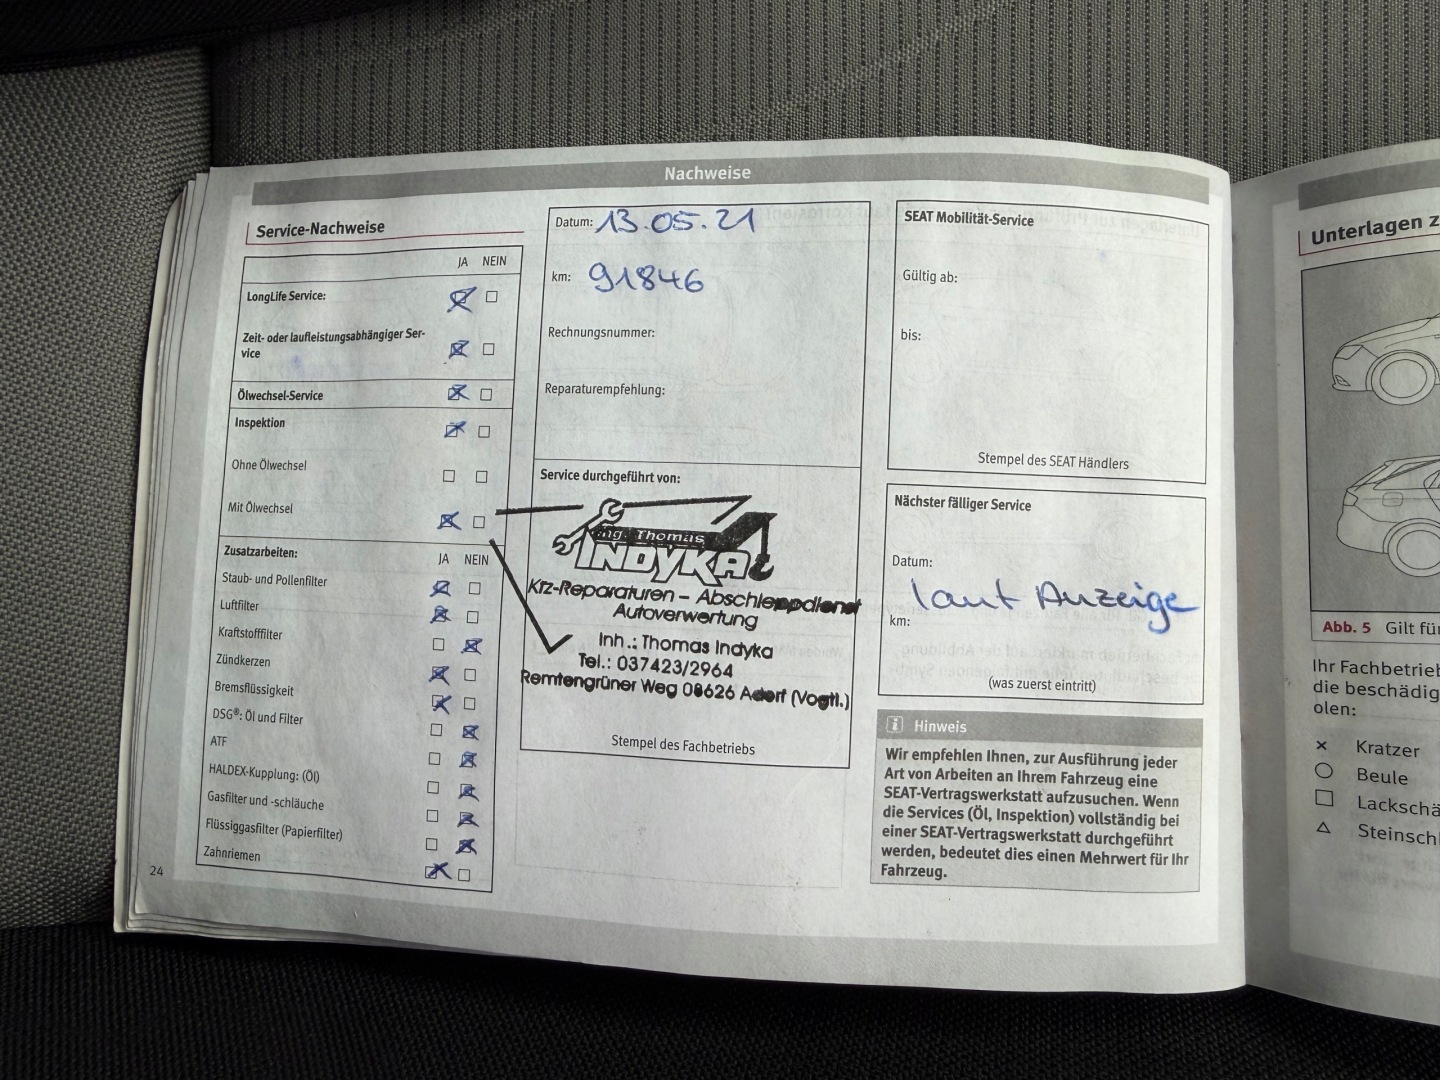 Nachweise
Service-Nachweise
JA NEIN
LongLife Service:
Zeit- oder laufleistungsabhängiger Ser-
vice
Ölwechsel-Service
Inspektion
Ohne Ölwechsel
Mit Ölwechsel
Zusatzarbeiten: JA NEIN
Staub- und Pollenfilter
Luftfilter
Kraftstofffilter
Zündkerzen
Bremsflüssigkeit
DSG®: Öl und Filter
ATF
HALDEX-Kupplung: (Öl)
Gasfilter und -schläuche
Flüssiggasfilter (Papierfilter)
Zahnriemen
24
Datum: 13.05.21
km: 91846
Rechnungsnummer:
Reparaturempfehlung:
Service durchgeführt von:
Ing. Thomas
INDYKA
Kfz-Reparaturen - Abschleppdienst
Autoverwertung
Inh.: Thomas Indyka
Tel.: 037423/2964
Remtengrüner Weg 08626 Adorf (Vogtl.)
Stempel des Fachbetriebs
SEAT Mobilität-Service
Gültig ab:
bis:
Stempel des SEAT Händlers
Nächster fälliger Service
Datum:
laut Anzeige
km:
(was zuerst eintritt)
i Hinweis
Wir empfehlen Ihnen, zur Ausführung jeder
Art von Arbeiten an Ihrem Fahrzeug eine
SEAT-Vertragswerkstatt aufzusuchen. Wenn
die Services (Öl, Inspektion) vollständig bei
einer SEAT-Vertragswerkstatt durchgeführt
werden, bedeutet dies einen Mehrwert für Ihr
Fahrzeug.
Unterlagen z
Abb. 5 Gilt für
Ihr Fachbetrieb
die beschädig
olen:
Kratzer
Beule
Lackschä
Steinschl